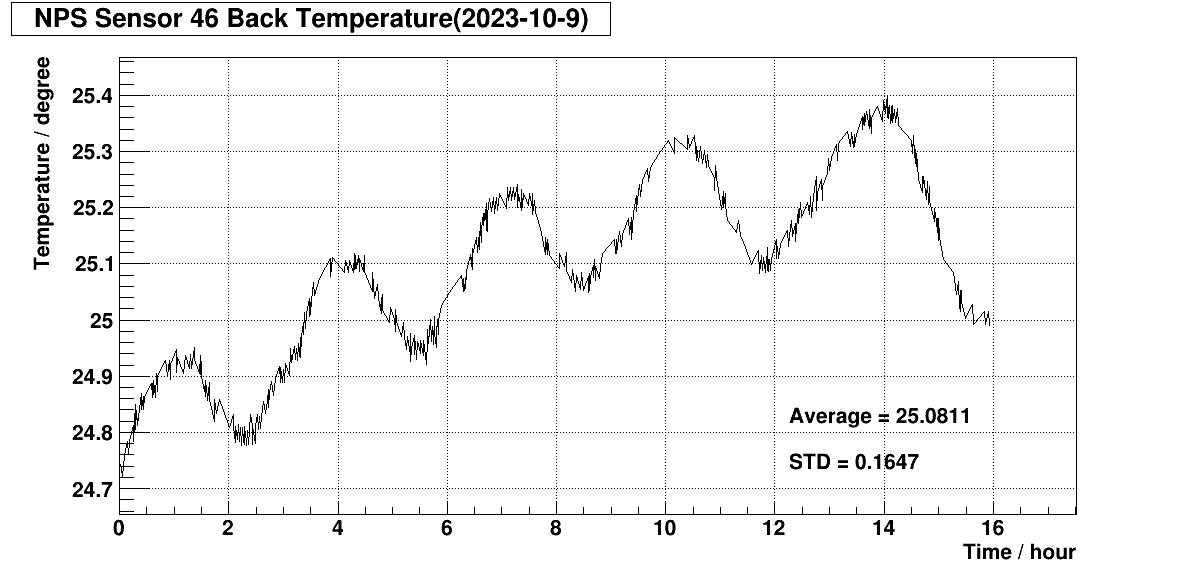 NPS Sensor 46 Back Temperature(2023-10-9)
Temperature / degree
25.4
25.3
25.2
25.1
25
24.9
24.8
24.7
Average = 25.0811
STD = 0.1647
0 2 4 6 8 10 12 14 16
Time / hour